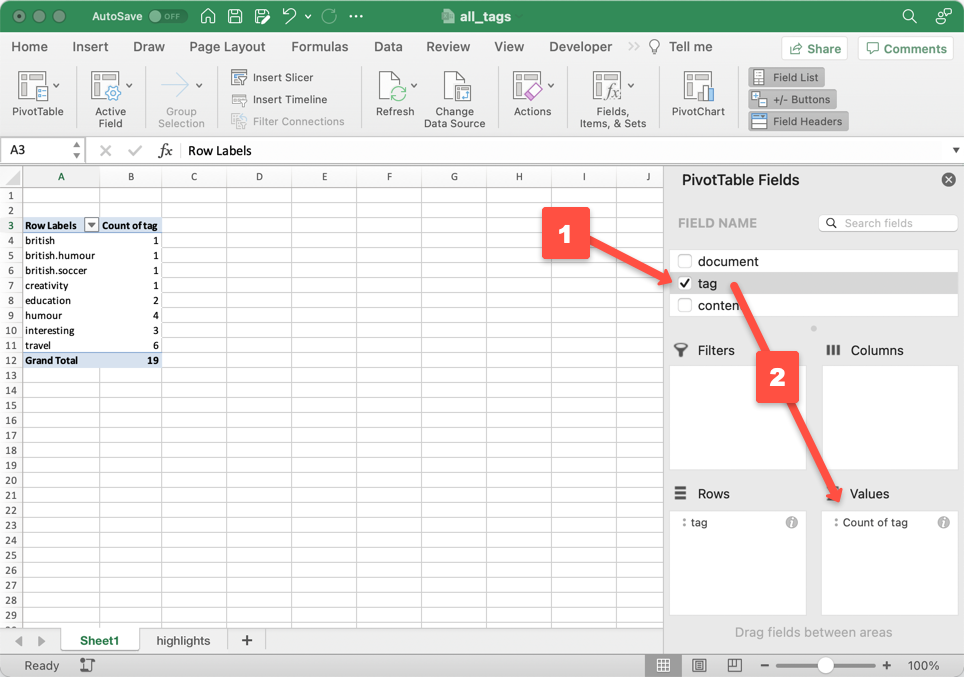 AutoSave OFF all_tags
Home Insert Draw Page Layout Formulas Data Review View Developer Tell me Share Comments
PivotTable
Active
Field
Group
Selection
Insert Slicer
Insert Timeline
Filter Connections
Refresh
Change
Data Source
Actions
Fields,
Items, & Sets
PivotChart
Field List
+/- Buttons
Field Headers
A3 fx Row Labels
A B C D E F G H I J
1
2
3 Row Labels Count of tag
4 british 1
5 british.humour 1
6 british.soccer 1
7 creativity 1
8 education 2
9 humour 4
10 interesting 3
11 travel 6
12 Grand Total 19
13
14
15
16
17
18
19
20
21
22
23
24
25
26
27
28
29
PivotTable Fields
FIELD NAME Search fields
1
document
tag
conten
Filters Columns
2
Rows Values
tag Count of tag
Drag fields between areas
Sheet1 highlights +
Ready 100%